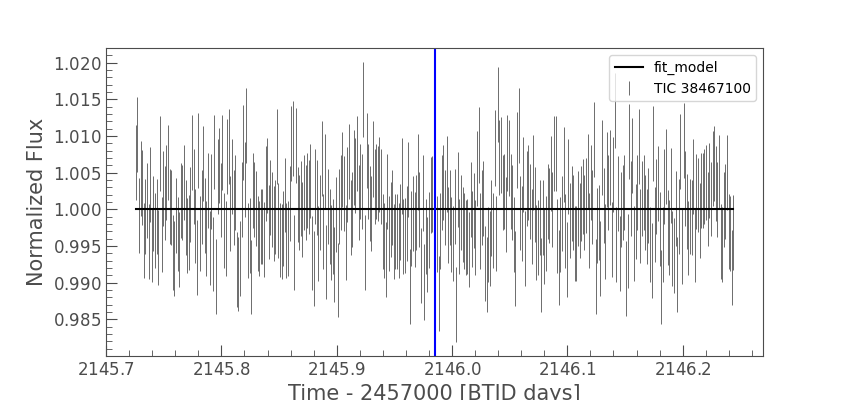 1.020
1.015
1.010
1.005
1.000
0.995
0.990
0.985
Normalized Flux
fit_model
TIC 38467100
2145.7 2145.8 2145.9 2146.0 2146.1 2146.2
Time - 2457000 [BTJD days]